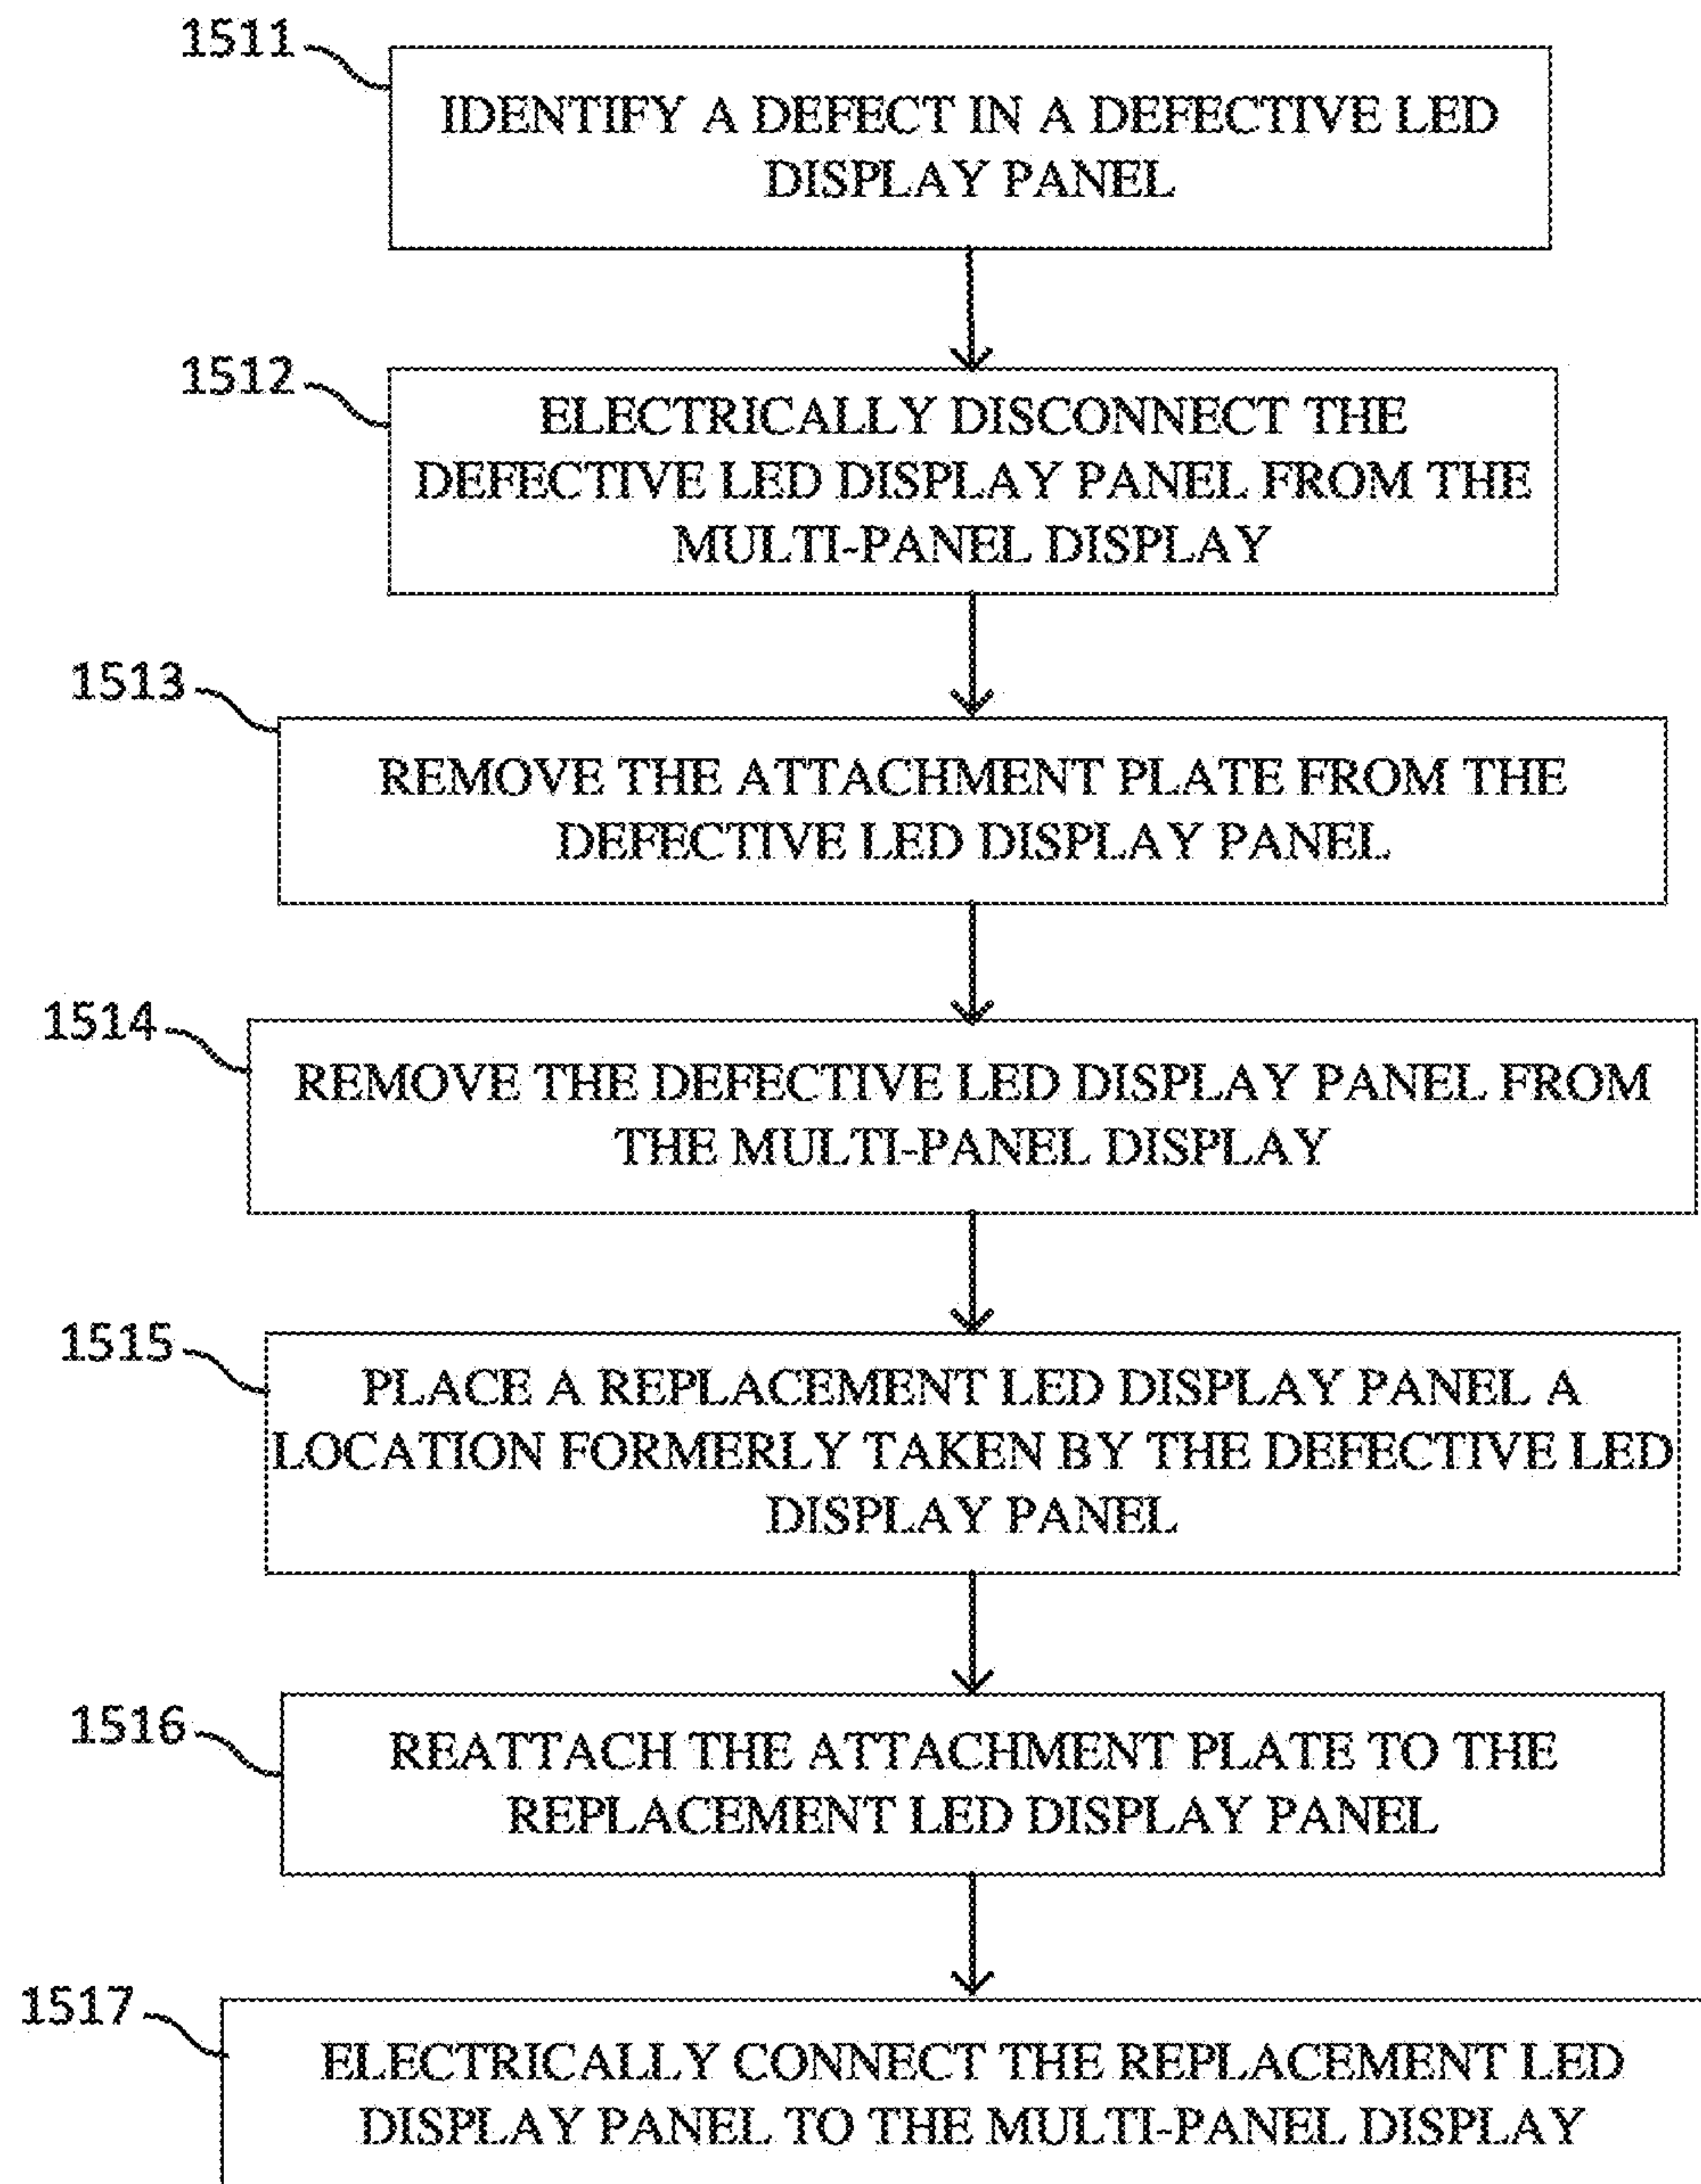 1511
IDENTIFY A DEFECT IN A DEFECTIVE LED
DISPLAY PANEL
1512
ELECTRICALLY DISCONNECT THE
DEFECTIVE LED DISPLAY PANEL FROM THE
MULTI-PANEL DISPLAY
1513
REMOVE THE ATTACHMENT PLATE FROM THE
DEFECTIVE LED DISPLAY PANEL
1514
REMOVE THE DEFECTIVE LED DISPLAY PANEL FROM
THE MULTI-PANEL DISPLAY
1515
PLACE A REPLACEMENT LED DISPLAY PANEL A
LOCATION FORMERLY TAKEN BY THE DEFECTIVE LED
DISPLAY PANEL
1516
REATTACH THE ATTACHMENT PLATE TO THE
REPLACEMENT LED DISPLAY PANEL
1517
ELECTRICALLY CONNECT THE REPLACEMENT LED
DISPLAY PANEL TO THE MULTI-PANEL DISPLAY